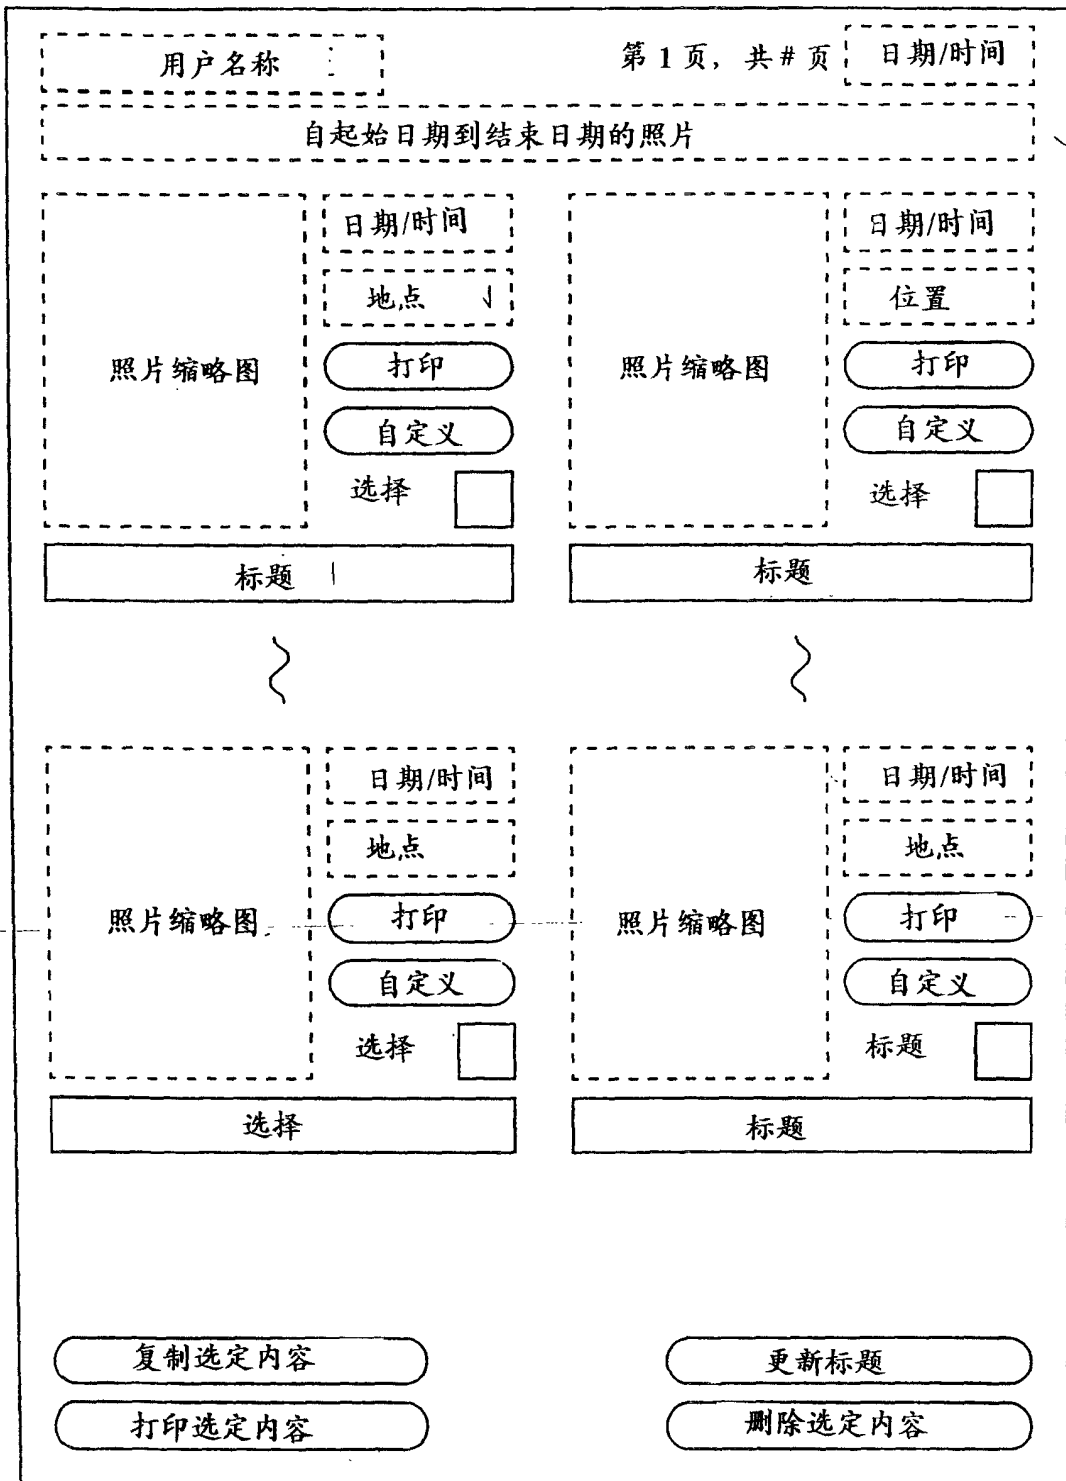 用户名称
第1页，共#页
日期/时间
自起始日期到结束日期的照片
照片缩略图
日期/时间
地点
打印
自定义
选择
标题
照片缩略图
日期/时间
位置
打印
自定义
选择
标题
照片缩略图
日期/时间
地点
打印
自定义
选择
选择
照片缩略图
日期/时间
地点
打印
自定义
标题
标题
复制选定内容
更新标题
打印选定内容
删除选定内容